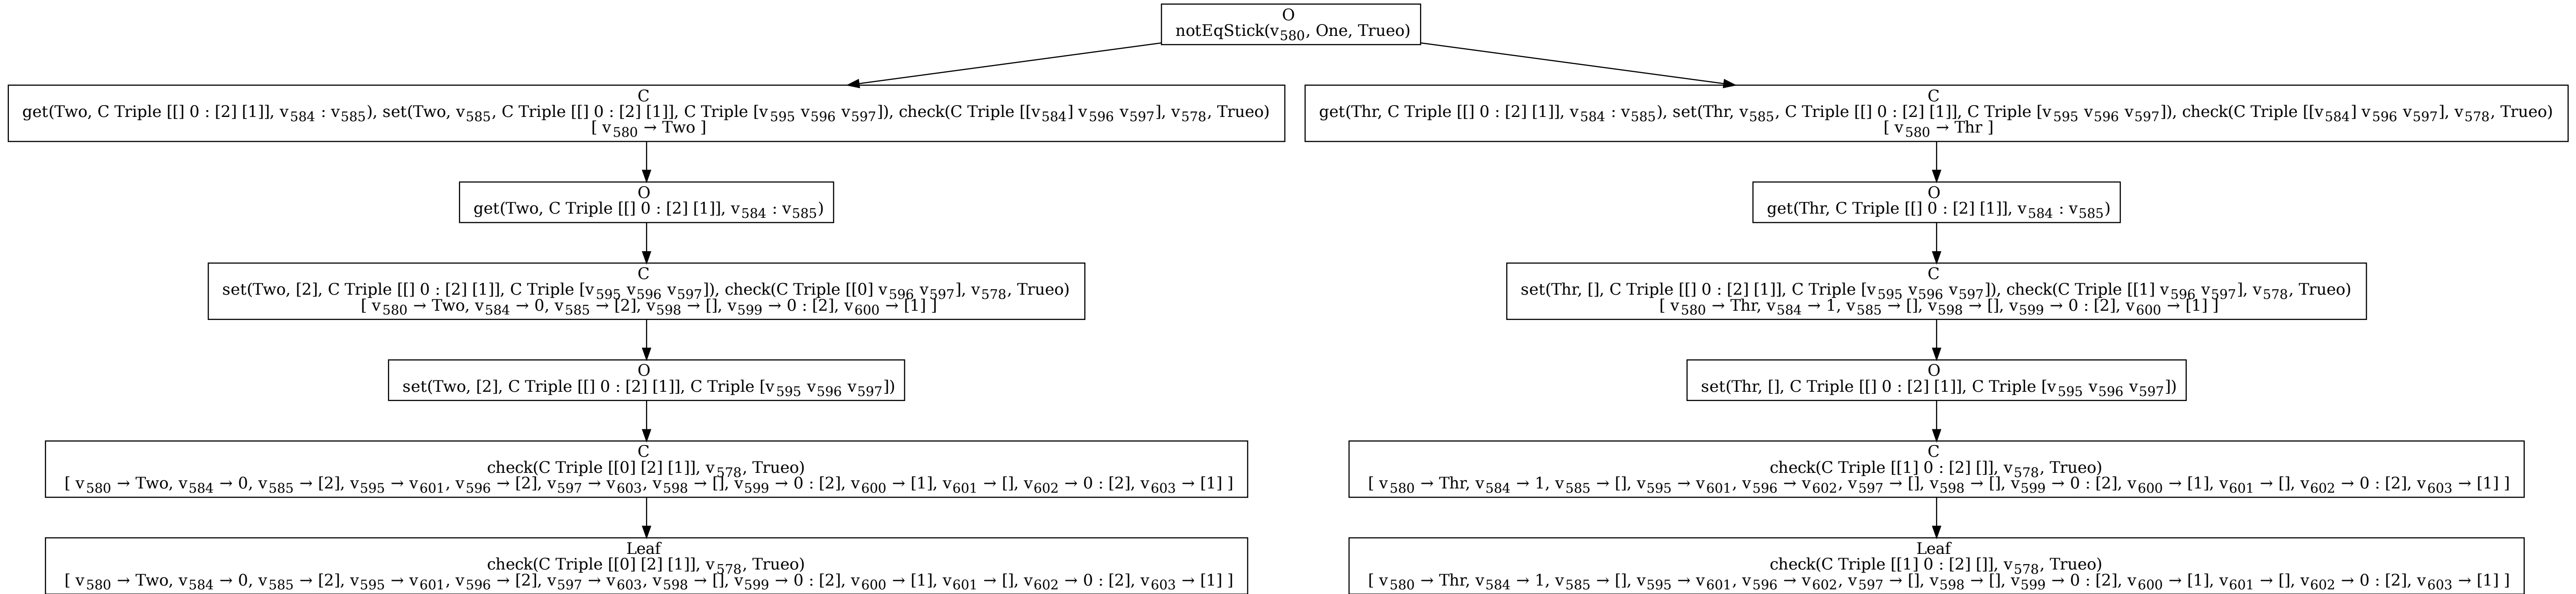 O
notEqStick(v580, One, Trueo)
C
get(Two, C Triple [[] 0 : [2] [1]], v584 : v585), set(Two, v585, C Triple [[] 0 : [2] [1]], C Triple [v595 v596 v597]), check(C Triple [[v584] v596 v597], v578, Trueo)
[ v580 → Two ]
C
get(Thr, C Triple [[] 0 : [2] [1]], v584 : v585), set(Thr, v585, C Triple [[] 0 : [2] [1]], C Triple [v595 v596 v597]), check(C Triple [[v584] v596 v597], v578, Trueo)
[ v580 → Thr ]
O
get(Two, C Triple [[] 0 : [2] [1]], v584 : v585)
O
get(Thr, C Triple [[] 0 : [2] [1]], v584 : v585)
C
set(Two, [2], C Triple [[] 0 : [2] [1]], C Triple [v595 v596 v597]), check(C Triple [[0] v596 v597], v578, Trueo)
[ v580 → Two, v584 → 0, v585 → [2], v598 → [], v599 → 0 : [2], v600 → [1] ]
C
set(Thr, [], C Triple [[] 0 : [2] [1]], C Triple [v595 v596 v597]), check(C Triple [[1] v596 v597], v578, Trueo)
[ v580 → Thr, v584 → 1, v585 → [], v598 → [], v599 → 0 : [2], v600 → [1] ]
O
set(Two, [2], C Triple [[] 0 : [2] [1]], C Triple [v595 v596 v597])
O
set(Thr, [], C Triple [[] 0 : [2] [1]], C Triple [v595 v596 v597])
C
check(C Triple [[0] [2] [1]], v578, Trueo)
[ v580 → Two, v584 → 0, v585 → [2], v595 → v601, v596 → [2], v597 → v603, v598 → [], v599 → 0 : [2], v600 → [1], v601 → [], v602 → 0 : [2], v603 → [1] ]
C
check(C Triple [[1] 0 : [2] []], v578, Trueo)
[ v580 → Thr, v584 → 1, v585 → [], v595 → v601, v596 → v602, v597 → [], v598 → [], v599 → 0 : [2], v600 → [1], v601 → [], v602 → 0 : [2], v603 → [1] ]
Leaf
check(C Triple [[0] [2] [1]], v578, Trueo)
[ v580 → Two, v584 → 0, v585 → [2], v595 → v601, v596 → [2], v597 → v603, v598 → [], v599 → 0 : [2], v600 → [1], v601 → [], v602 → 0 : [2], v603 → [1] ]
Leaf
check(C Triple [[1] 0 : [2] []], v578, Trueo)
[ v580 → Thr, v584 → 1, v585 → [], v595 → v601, v596 → v602, v597 → [], v598 → [], v599 → 0 : [2], v600 → [1], v601 → [], v602 → 0 : [2], v603 → [1] ]